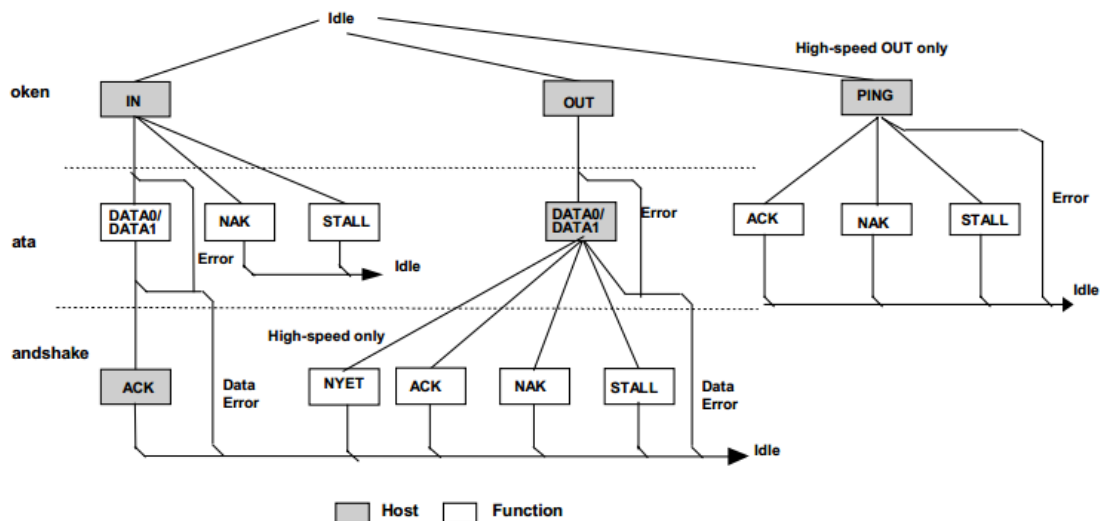 Idle
High-speed OUT only
oken
IN
OUT
PING
DATA0/
DATA1
NAK
STALL
DATA0/
DATA1
Error
ACK
NAK
STALL
Error
ata
Error
Idle
Idle
High-speed only
andshake
ACK
Data
Error
NYET
ACK
NAK
STALL
Data
Error
Idle
Host
Function